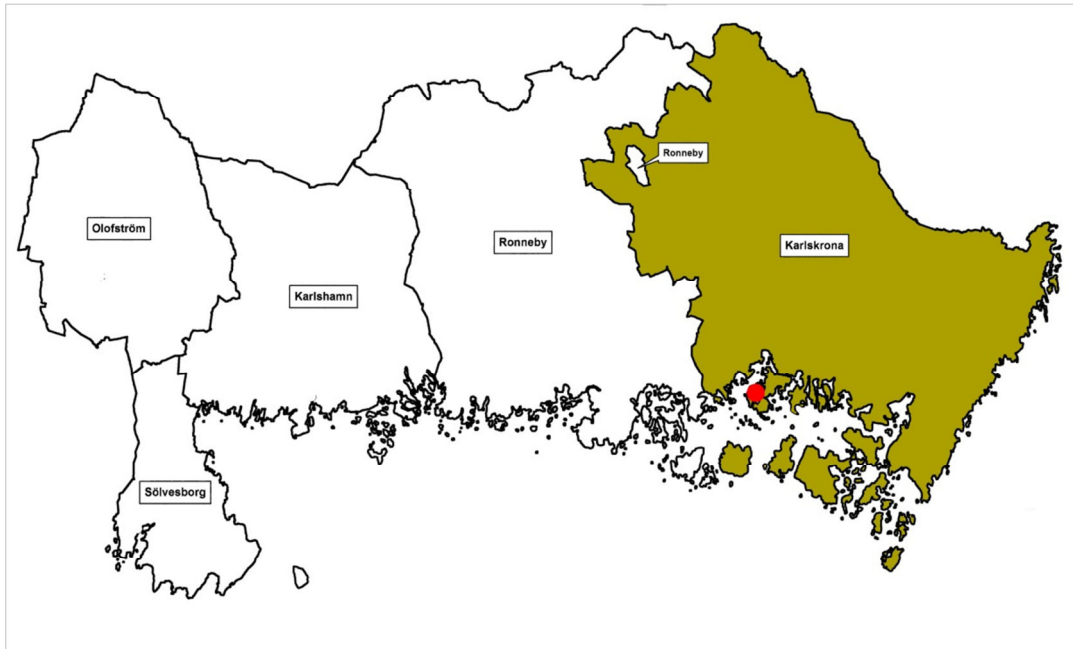 Ronneby
Olofström
Ronneby
Karlskrona
Karlshamn
Sölvesborg